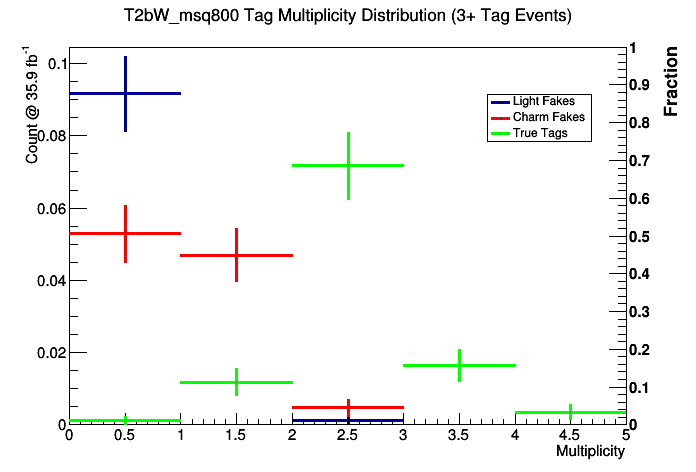 T2bW_msq800 Tag Multiplicity Distribution (3+ Tag Events)
Count @ 35.9 fb⁻¹
0.1
0.08
0.06
0.04
0.02
0
Light Fakes
Charm Fakes
True Tags
Fraction
1
0.9
0.8
0.7
0.6
0.5
0.4
0.3
0.2
0.1
0
0 0.5 1 1.5 2 2.5 3 3.5 4 4.5 5
Multiplicity